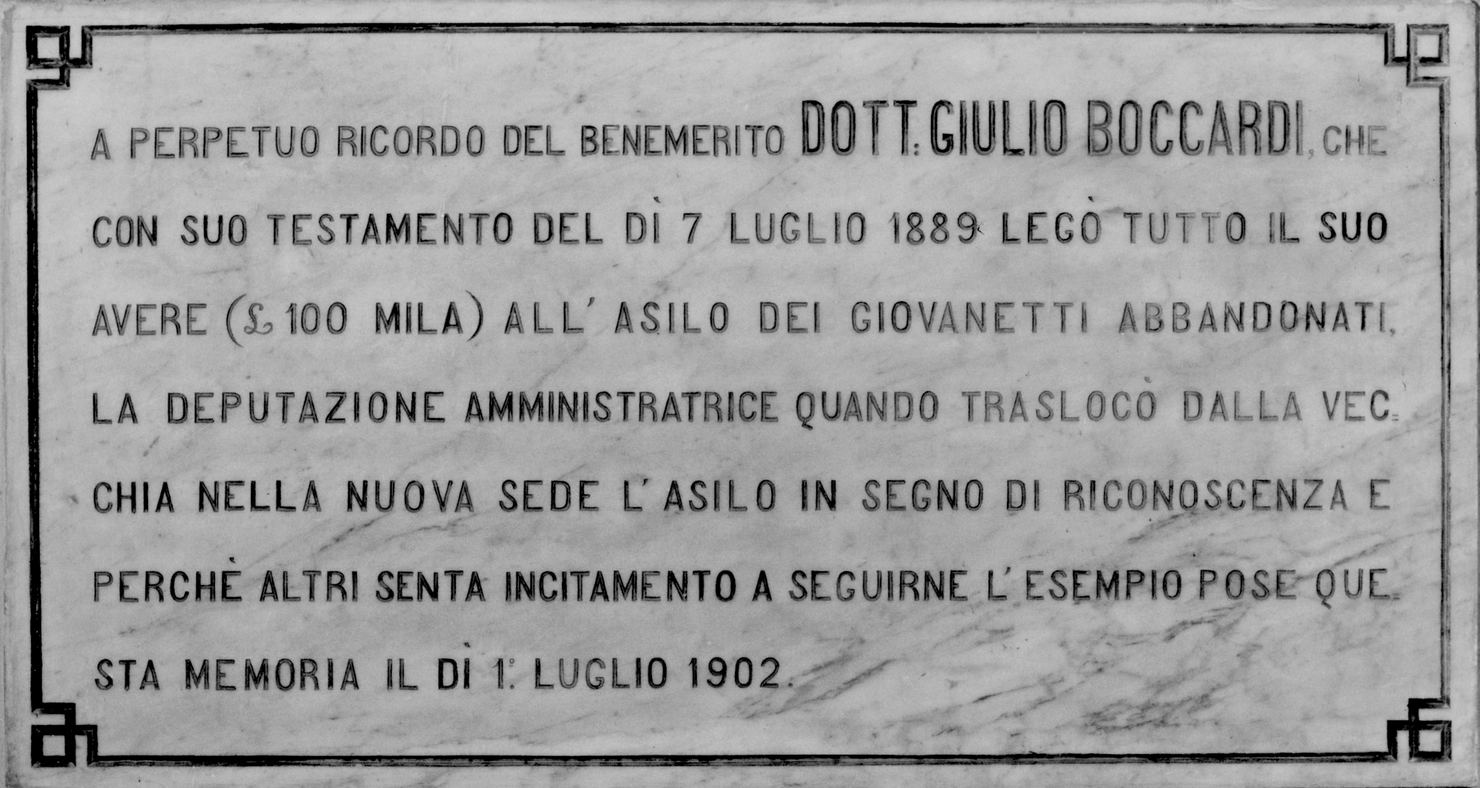 A PERPETUO RICORDO DEL BENEMERITO DOTT. GIULIO BOCCARDI, CHE
CON SUO TESTAMENTO DEL DÌ 7 LUGLIO 1889 LEGÒ TUTTO IL SUO
AVERE (£ 100 MILA) ALL' ASILO DEI GIOVANETTI ABBANDONATI,
LA DEPUTAZIONE AMMINISTRATRICE QUANDO TRASLOCÒ DALLA VEC=
CHIA NELLA NUOVA SEDE L' ASILO IN SEGNO DI RICONOSCENZA E
PERCHÈ ALTRI SENTA INCITAMENTO A SEGUIRNE L' ESEMPIO POSE QUE=
STA MEMORIA IL DÌ 1º. LUGLIO 1902.